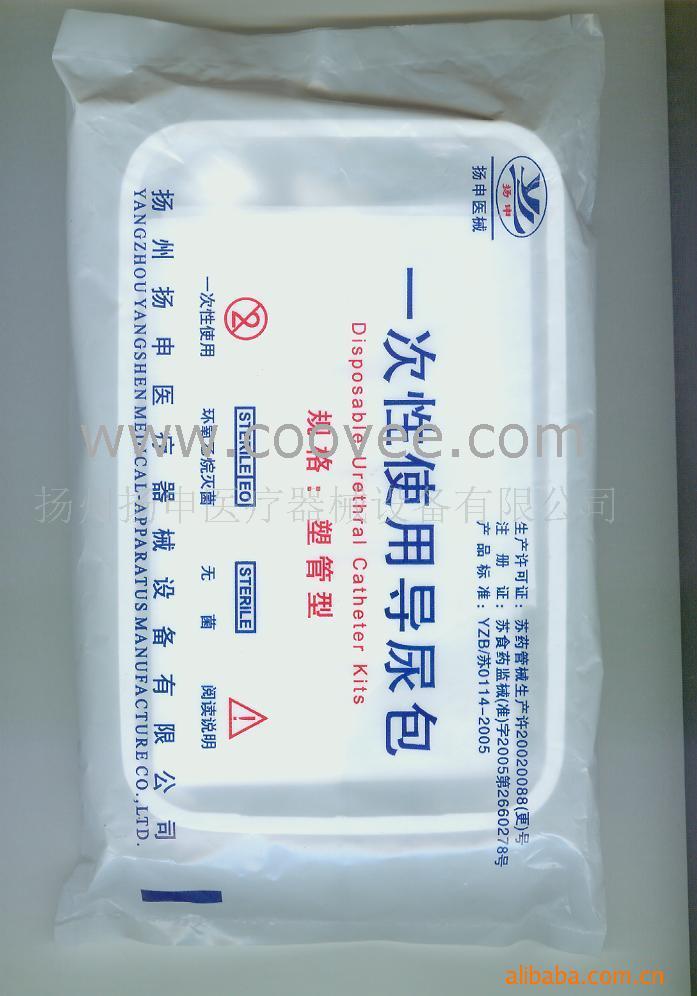 扬申
扬申医械
生产许可证：苏药管械生产许20020088(更)号
注 册 证：苏食药监械(准)字2005第2660278号
产品标准：YZB/苏0114-2005
一次性使用导尿包
Disposable Urethral Catheter Kits
规格：塑管型
2
STERILE EO
STERILE
一次性使用
环氧乙烷灭菌
无菌
阅读说明
扬州扬申医疗器械设备有限公司
YANGZHOU YANGSHEN MEDICAL APPARATUS MANUFACTURE CO.,LTD.
www.coovee.com
扬州扬申医疗器械设备有限公司
alibaba.com.cn